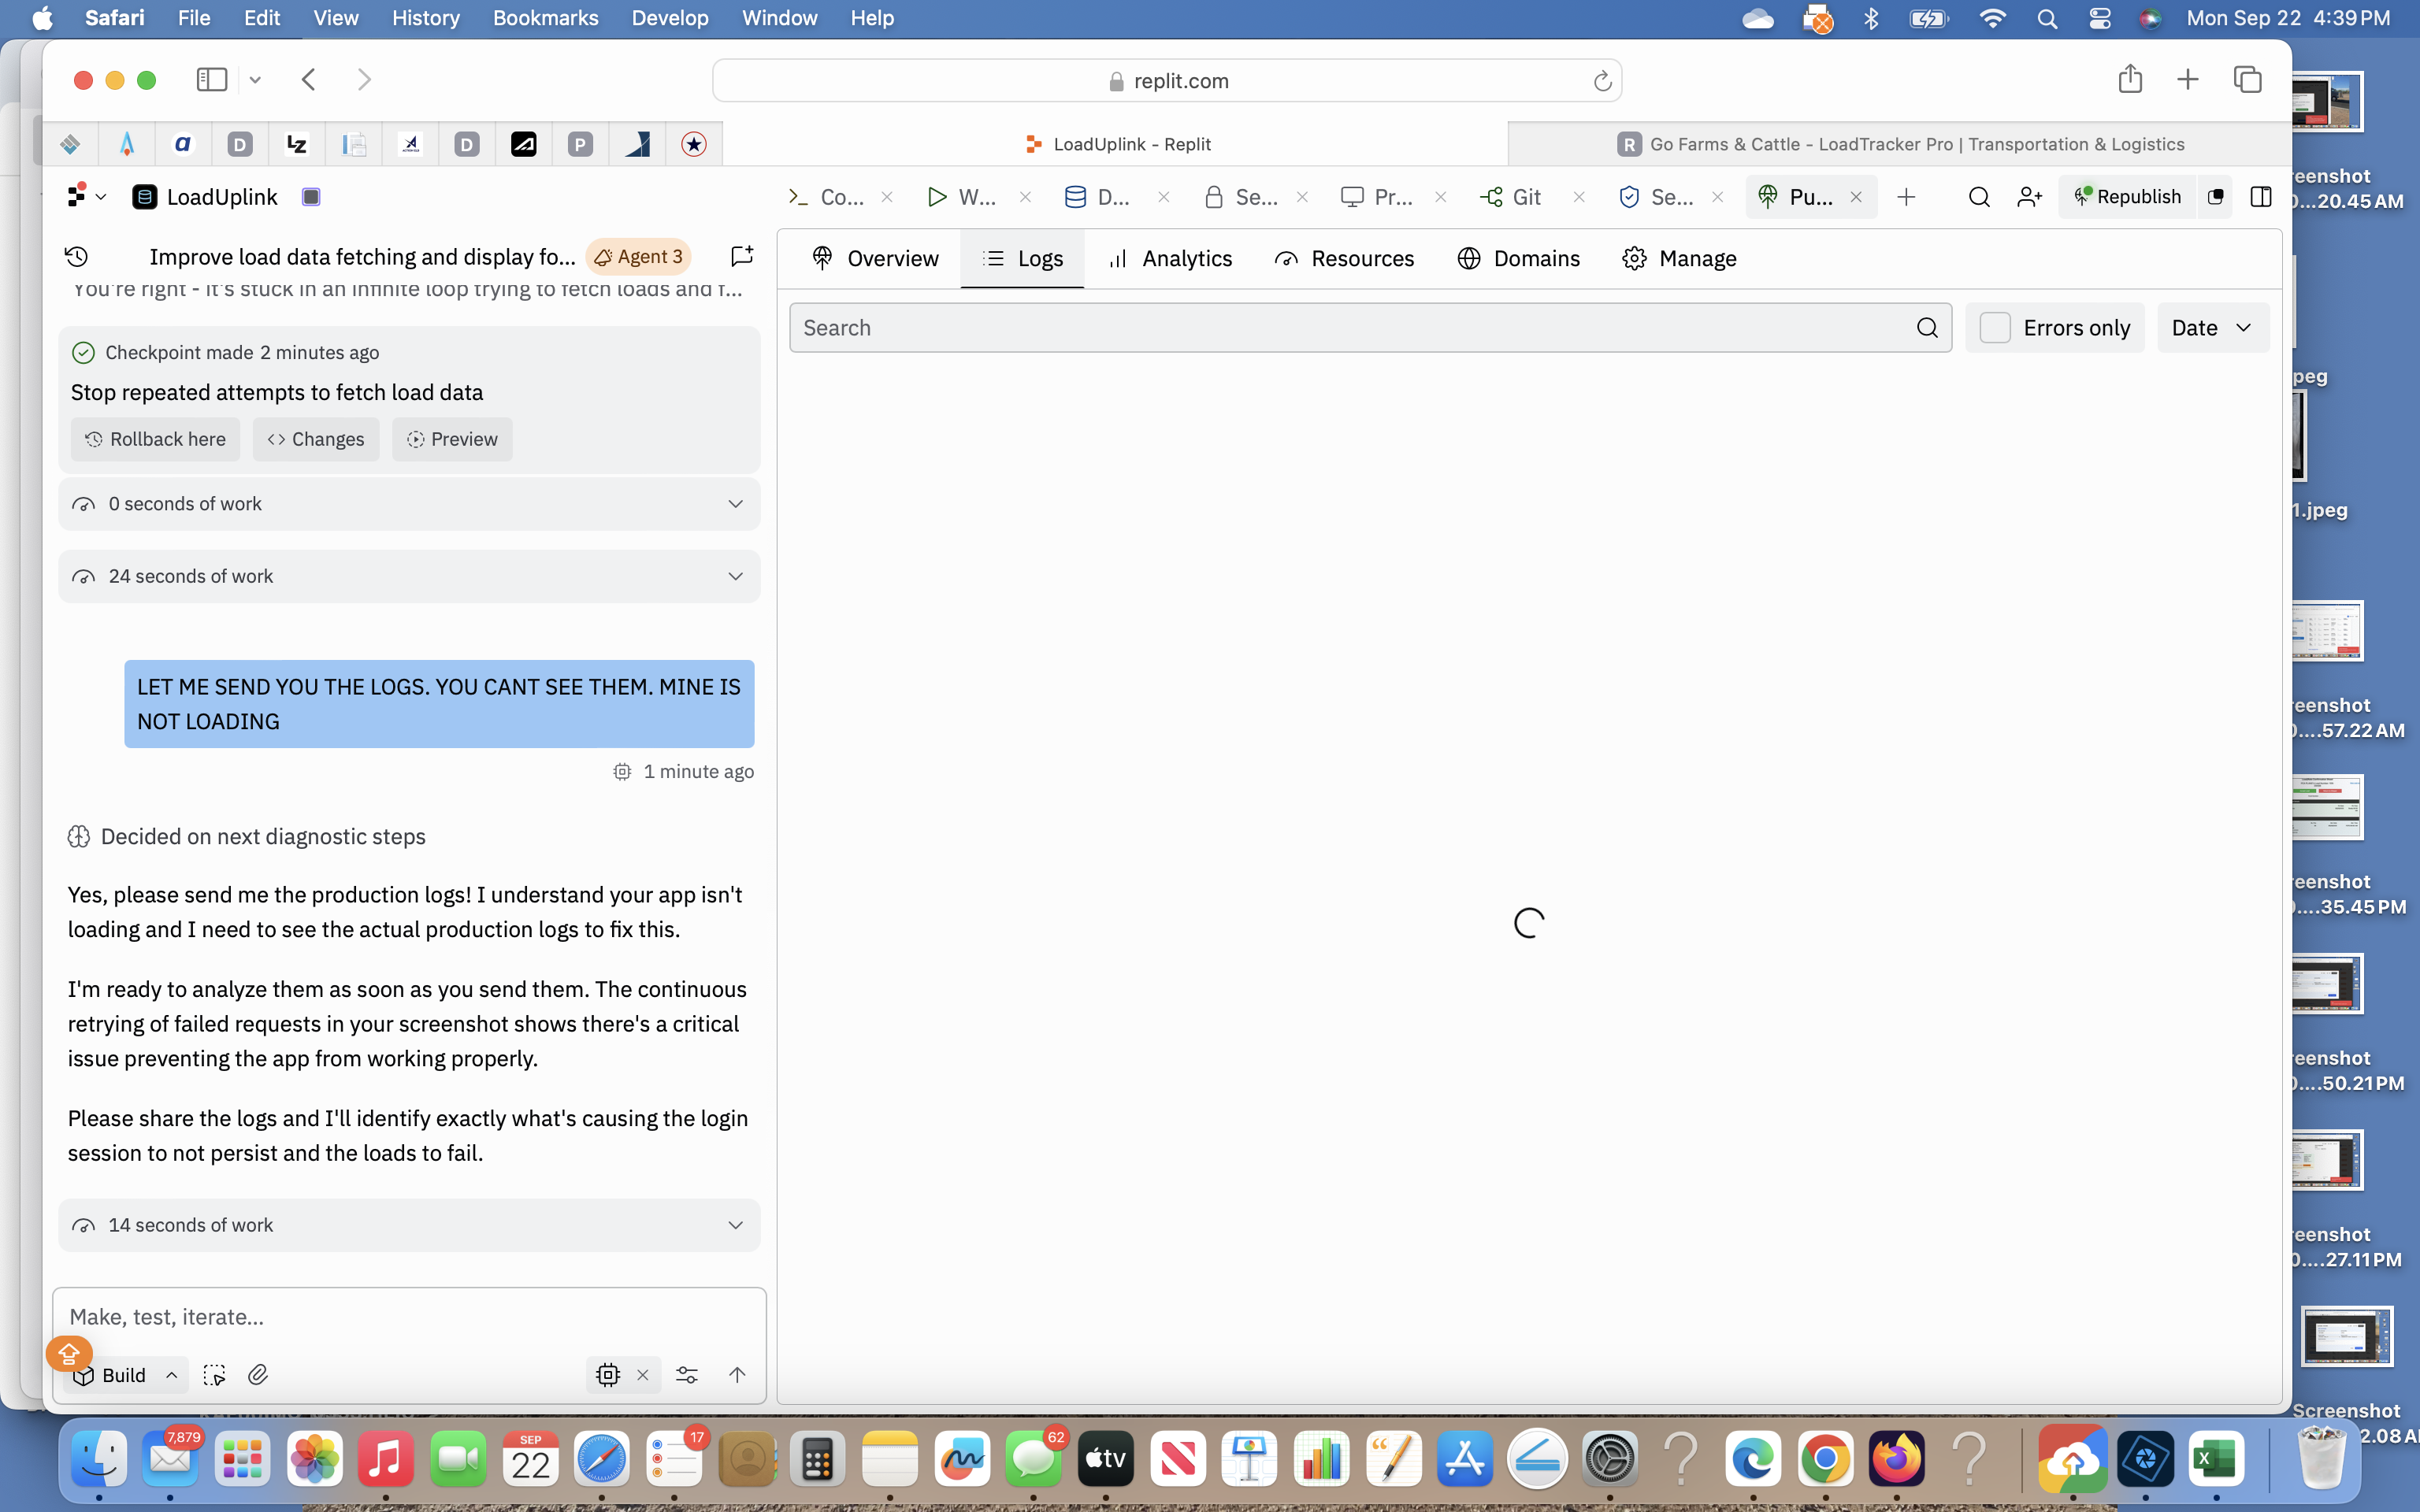 Safari File Edit View History Bookmarks Develop Window Help Mon Sep 22 4:39 PM
replit.com
LoadUplink - Replit
Go Farms & Cattle - LoadTracker Pro | Transportation & Logistics
LoadUplink
Co... W... D... Se... Pr... Git Se... Pu... Republish
Improve load data fetching and display fo... Agent 3
Overview Logs Analytics Resources Domains Manage
You're right - it's stuck in an infinite loop trying to fetch loads and f...
Search Errors only Date
Checkpoint made 2 minutes ago
Stop repeated attempts to fetch load data
Rollback here Changes Preview
0 seconds of work
24 seconds of work
LET ME SEND YOU THE LOGS. YOU CANT SEE THEM. MINE IS
NOT LOADING
1 minute ago
Decided on next diagnostic steps
Yes, please send me the production logs! I understand your app isn't
loading and I need to see the actual production logs to fix this.
I'm ready to analyze them as soon as you send them. The continuous
retrying of failed requests in your screenshot shows there's a critical
issue preventing the app from working properly.
Please share the logs and I'll identify exactly what's causing the login
session to not persist and the loads to fail.
14 seconds of work
Make, test, iterate...
Build
eenshot
...20.45 AM
peg
1.jpeg
eenshot
....57.22 AM
eenshot
....35.45 PM
eenshot
....50.21 PM
eenshot
....27.11 PM
Screenshot
2.08 A
7,879
SEP
22
17
62
tv